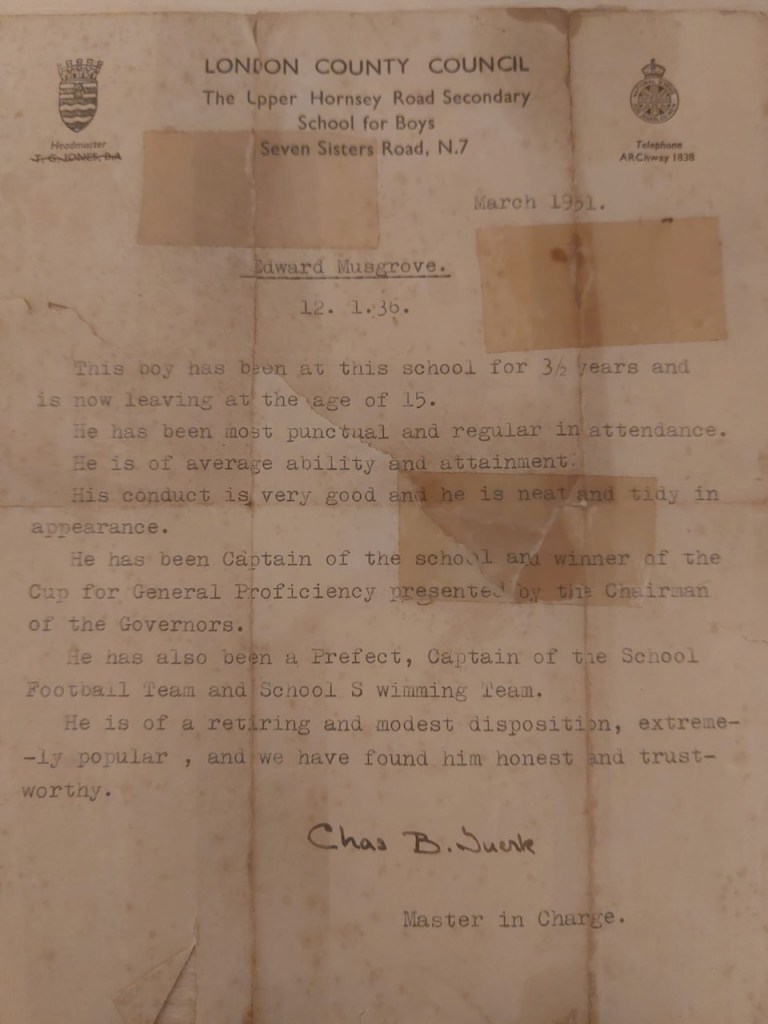 LONDON COUNTY COUNCIL
The Upper Hornsey Road Secondary
School for Boys
Seven Sisters Road, N.7
Headmaster
T. G. JONES, B.A
Telephone
ARChway 1838
March 1951.
Edward Musgrove.
12. 1.36.
This boy has been at this school for 3½ years and
is now leaving at the age of 15.
He has been most punctual and regular in attendance.
He is of average ability and attainment.
His conduct is very good and he is neat and tidy in
appearance.
He has been Captain of the school and winner of the
Cup for General Proficiency presented by the Chairman
of the Governors.
He has also been a Prefect, Captain of the School
Football Team and School S wimming Team.
He is of a retiring and modest disposition, extreme-
-ly popular , and we have found him honest and trust-
worthy.
Chas B.
Master in Charge.